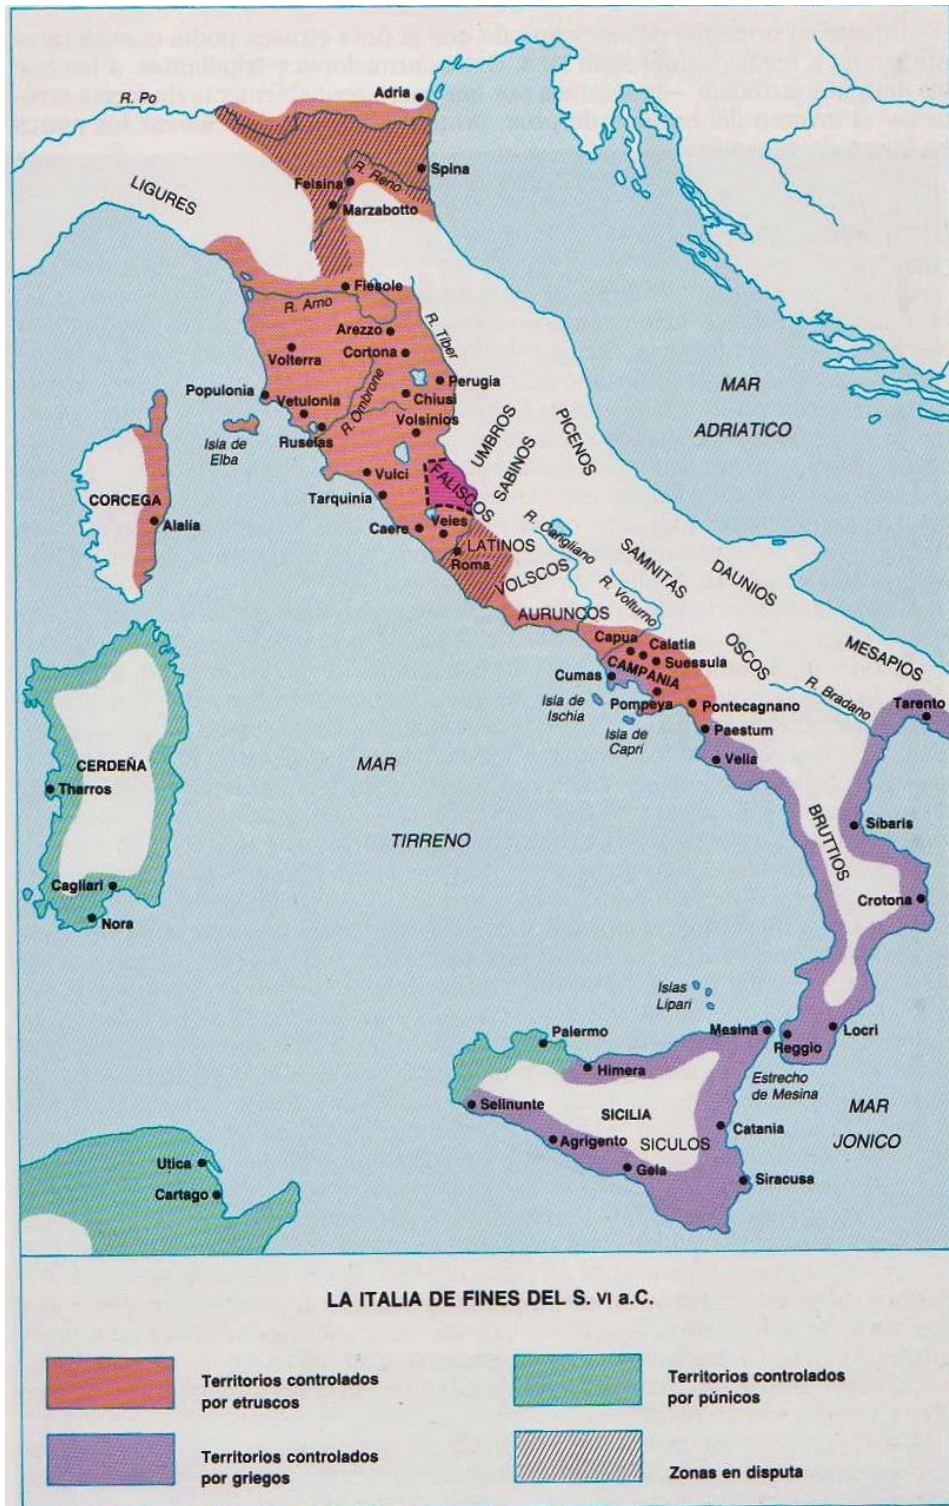 Adria
R. Po
Spina
R. Reno
Felsina
LIGURES
Marzabotto
Fiesole
R. Arno
Arezzo
R. Tiber
Volterra
Cortona
Populonia
Perugia
MAR
ADRIATICO
Vetulonia
Chiusi
R. Ombrone
Volsinios
Isla de
Elba
Ruselas
UMBROS
PICENOS
SABINOS
Vulci
FALISCOS
CORCEGA
Tarquinia
Alalia
Caere
Veies
R. Garigliano
LATINOS
Roma
SAMNITAS
VOLSCOS
DAUNIOS
R. Volturno
AURUNCOS
Capua
Calatia
Suessula
OSCOS
MESAPIOS
Cumas
CAMPANIA
R. Bradano
Isla de
Ischia
Pompeya
Pontecagnano
Tarento
Isla de
Capri
Paestum
Velia
CERDEÑA
MAR
TIRRENO
Tharros
BRUTTIOS
Síbaris
Cagliari
Crotona
Nora
Islas
Lipari
Palermo
Mesina
Reggio
Locri
Himera
Estrecho
de Mesina
Selinunte
SICILIA
MAR
JONICO
Catania
Agrigento
SICULOS
Utica
Gela
Siracusa
Cartago
LA ITALIA DE FINES DEL S. VI a.C.
Territorios controlados
por etruscos
Territorios controlados
por púnicos
Territorios controlados
por griegos
Zonas en disputa